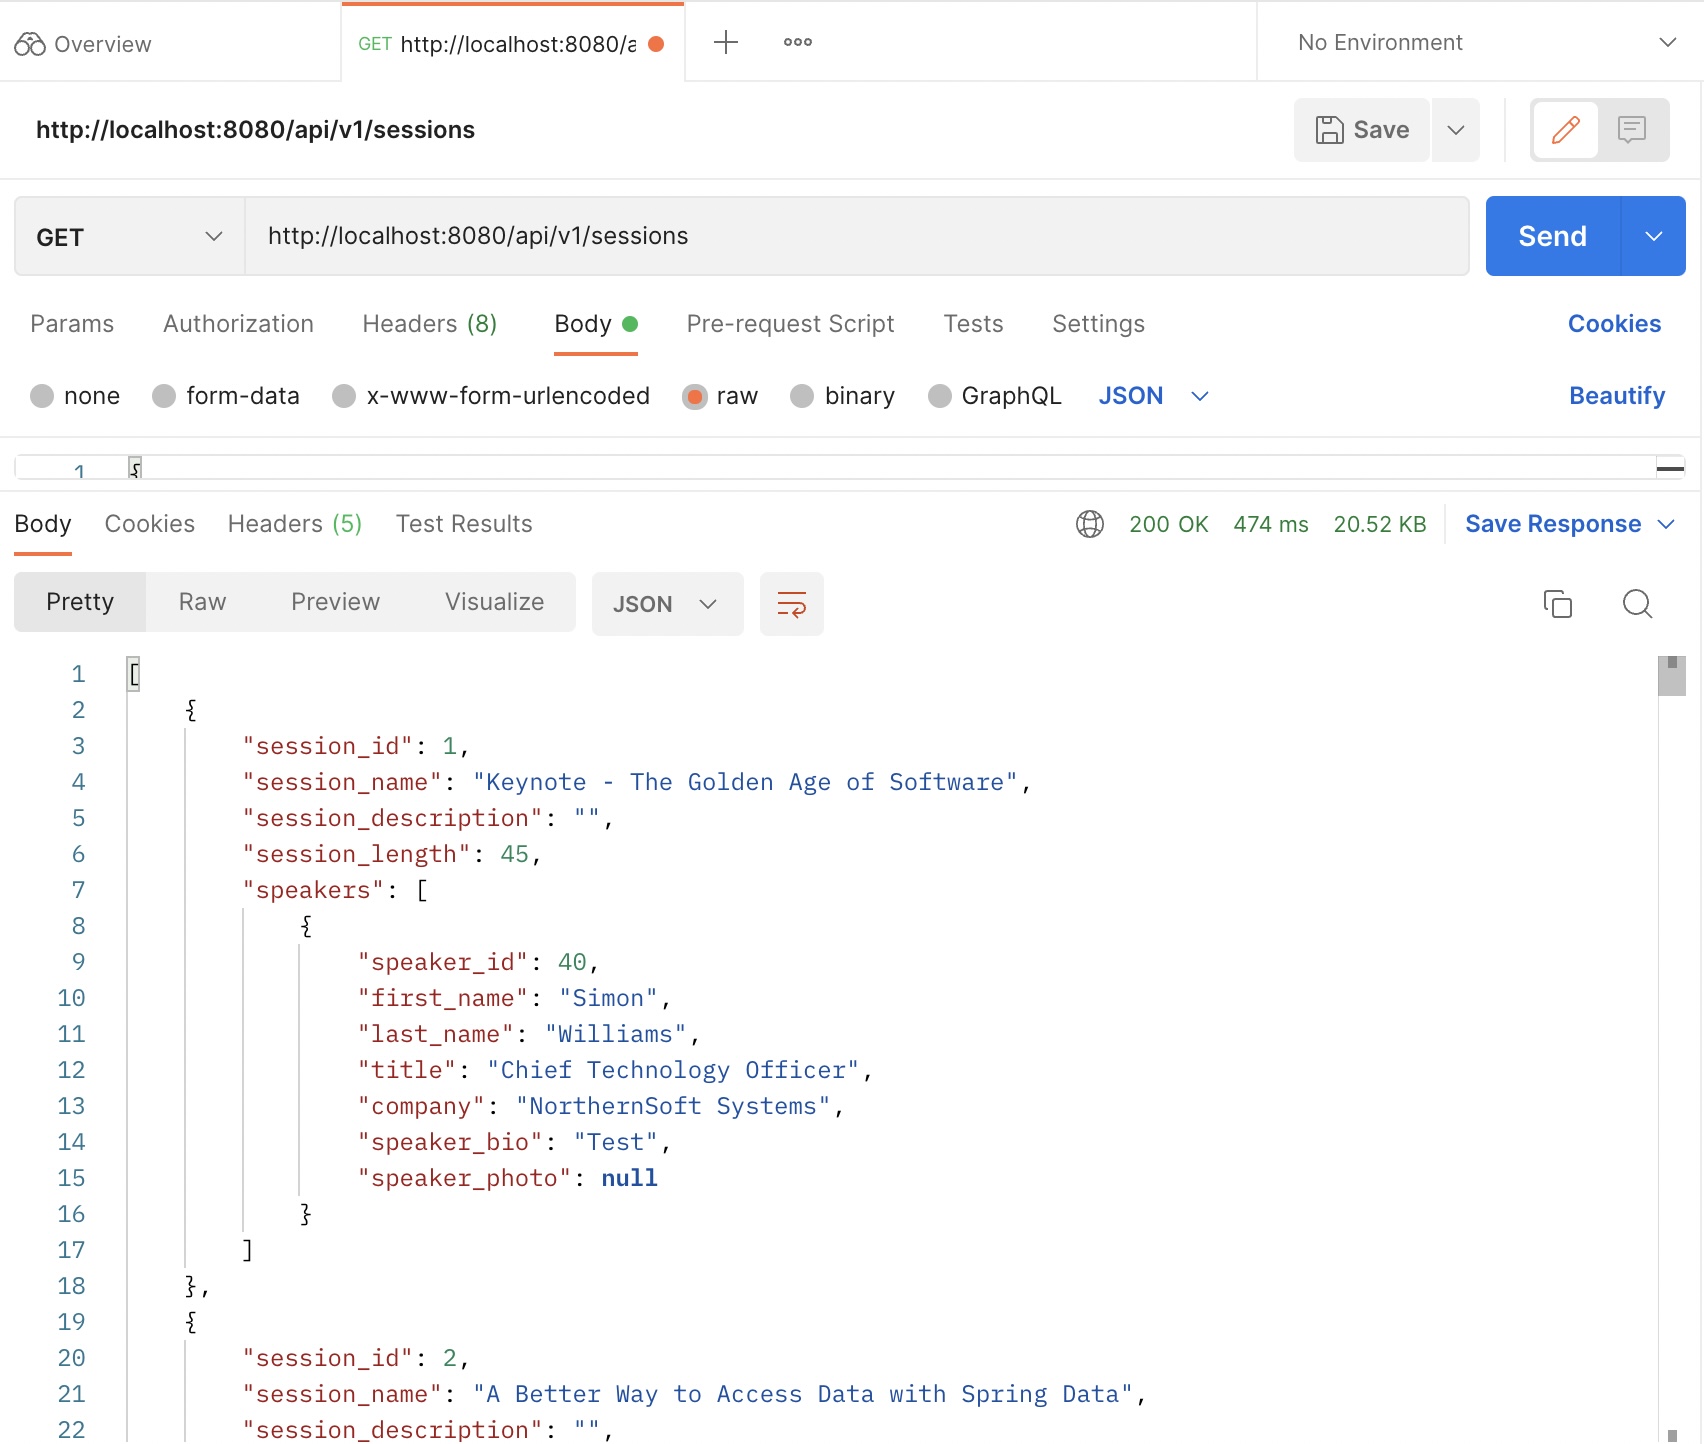 Overview
GET http://localhost:8080/a
No Environment
http://localhost:8080/api/v1/sessions
Save
GET
http://localhost:8080/api/v1/sessions
Send
Params Authorization Headers (8) Body Pre-request Script Tests Settings Cookies
none form-data x-www-form-urlencoded raw binary GraphQL JSON Beautify
1 {
Body Cookies Headers (5) Test Results 200 OK 474 ms 20.52 KB Save Response
Pretty Raw Preview Visualize JSON
1 [
2 {
3 "session_id": 1,
4 "session_name": "Keynote - The Golden Age of Software",
5 "session_description": "",
6 "session_length": 45,
7 "speakers": [
8 {
9 "speaker_id": 40,
10 "first_name": "Simon",
11 "last_name": "Williams",
12 "title": "Chief Technology Officer",
13 "company": "NorthernSoft Systems",
14 "speaker_bio": "Test",
15 "speaker_photo": null
16 }
17 ]
18 },
19 {
20 "session_id": 2,
21 "session_name": "A Better Way to Access Data with Spring Data",
22 "session_description": "",